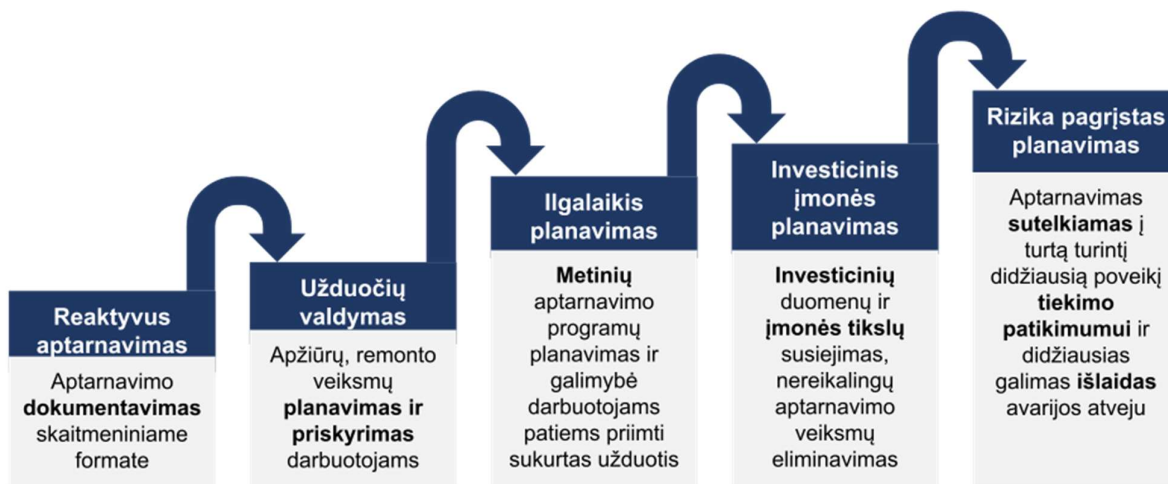 Reaktyvus
aptarnavimas
Aptarnavimo
dokumentavimas
skaitmeniniame
formate
Užduočių
valdymas
Apžiūrų, remonto
veiksmų
planavimas ir
priskyrimas
darbuotojams
Ilgalaikis
planavimas
Metinių
aptarnavimo
programų
planavimas ir
galimybė
darbuotojams
patiems priimti
sukurtas užduotis
Investicinis
įmonės
planavimas
Investicinių
duomenų ir
įmonės tikslų
susiejimas,
nereikalingų
aptarnavimo
veiksmų
eliminavimas
Rizika pagrįstas
planavimas
Aptarnavimas
sutelkiamas į
turtą turintį
didžiausią poveikį
tiekimo
patikimumui ir
didžiausias
galimas išlaidas
avarijos atveju